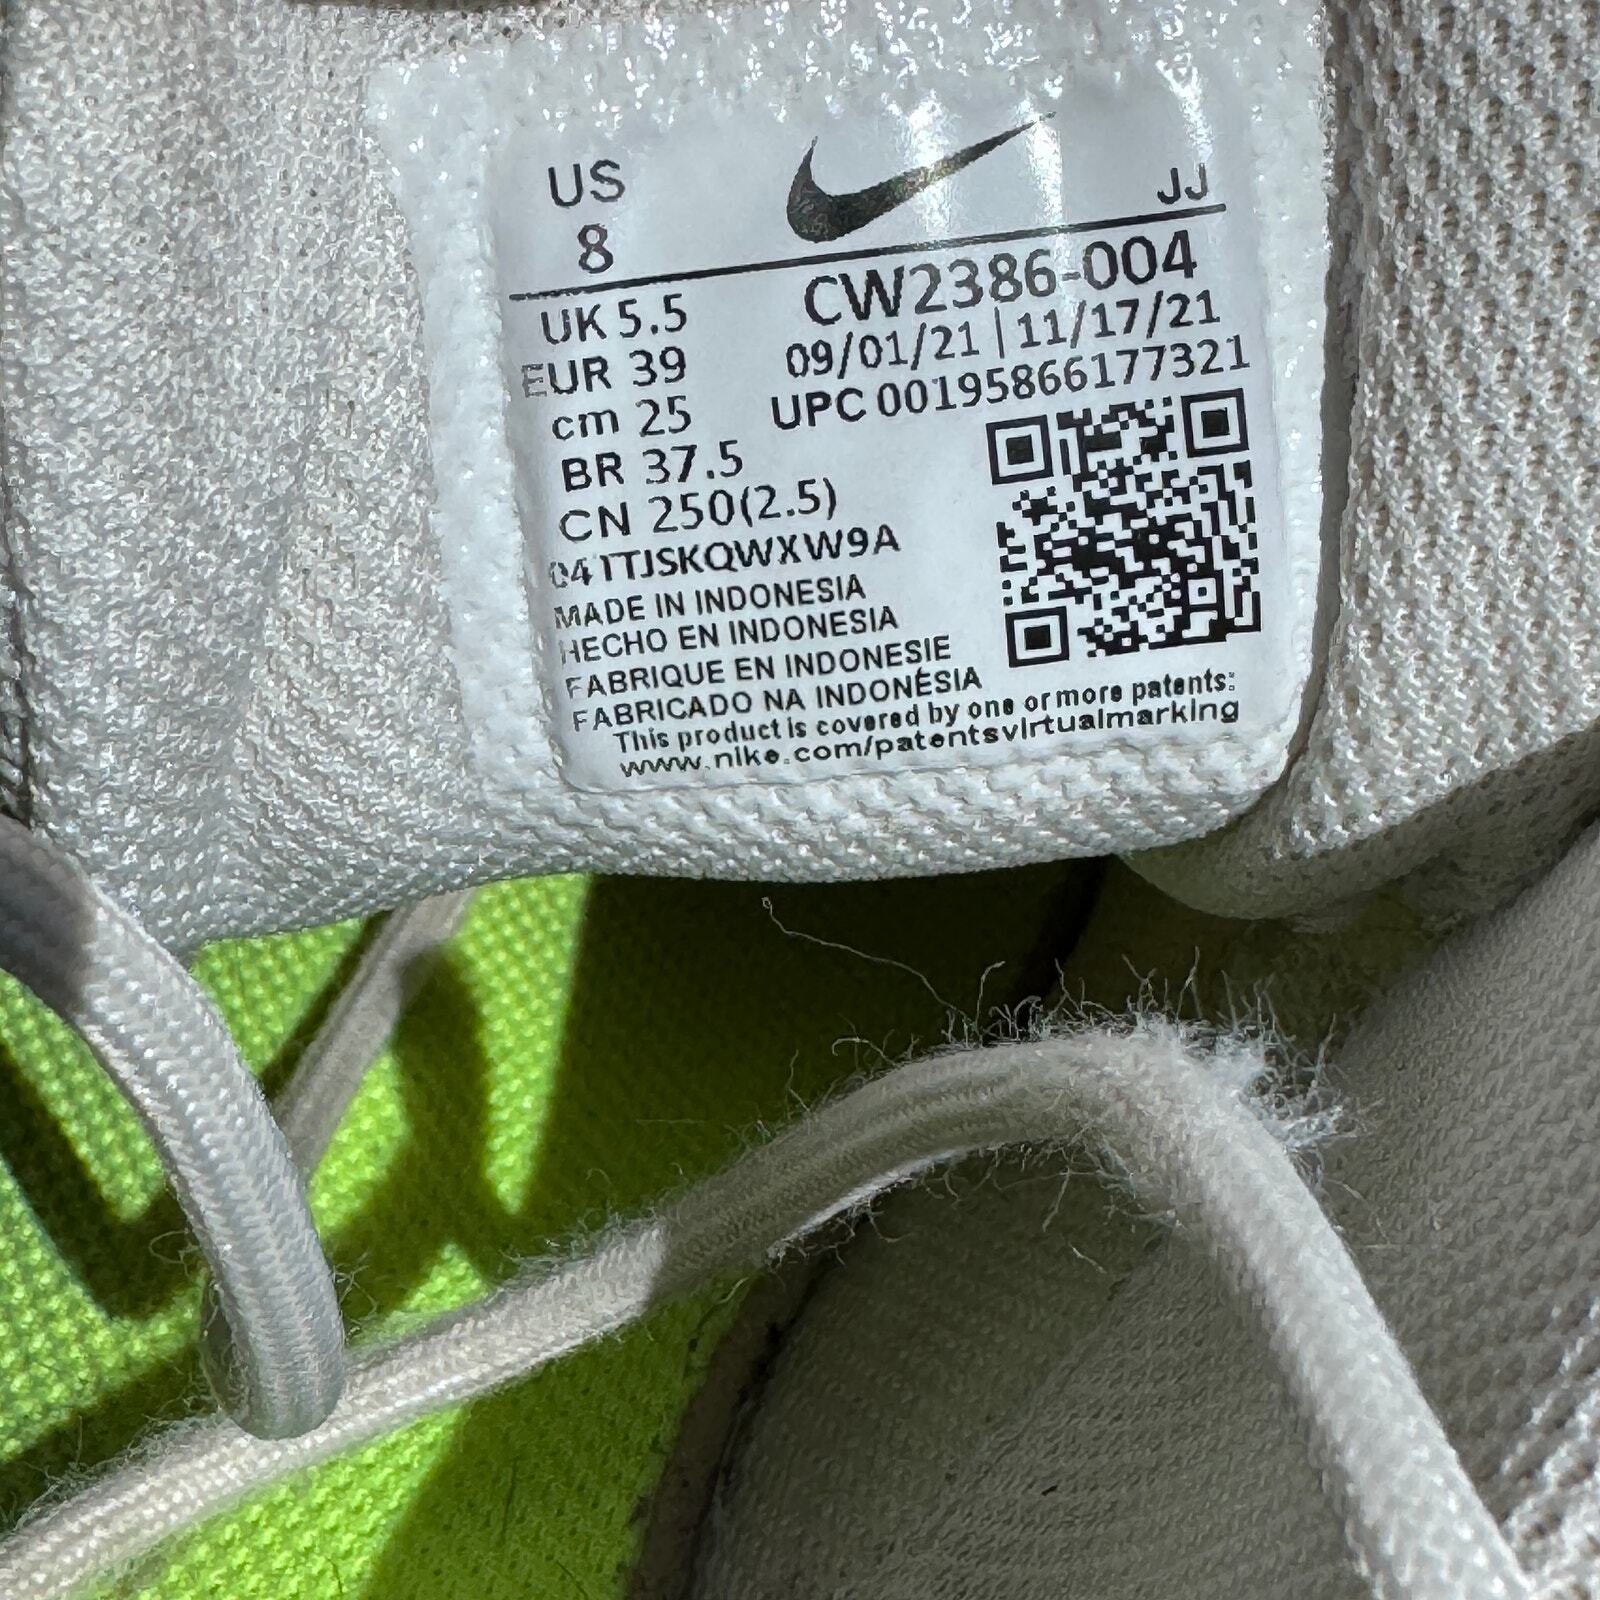 US
8
JJ
UK 5.5
EUR 39
cm 25
BR 37.5
CN 250(2.5)
CW2386-004
09/01/21 | 11/17/21
UPC 00195866177321
MADE IN INDONESIA
HECHO EN INDONESIA
FABRIQUE EN INDONESIE
FABRICADO NA INDONÉSIA
This product is covered by one or more patents:
www.nike.com/patentsvirtualmarking